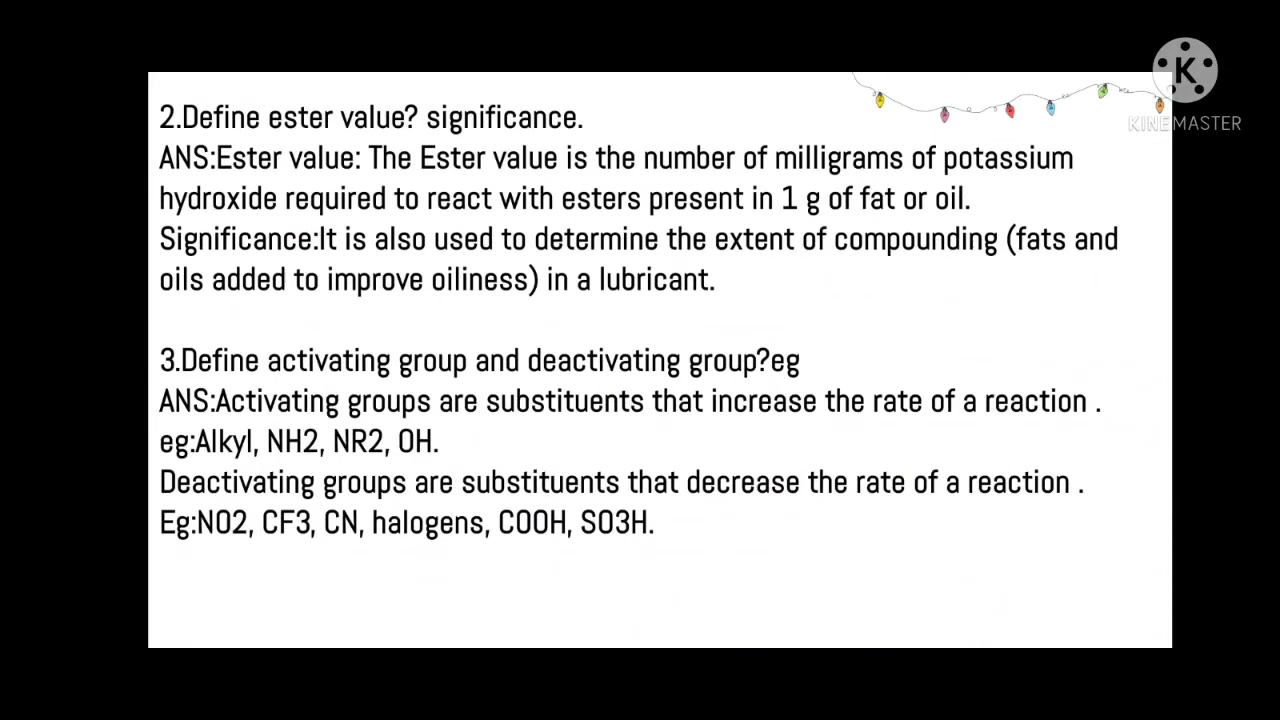 KINEMASTER
2.Define ester value? significance.
ANS:Ester value: The Ester value is the number of milligrams of potassium
hydroxide required to react with esters present in 1 g of fat or oil.
Significance:It is also used to determine the extent of compounding (fats and
oils added to improve oiliness) in a lubricant.
3.Define activating group and deactivating group?eg
ANS:Activating groups are substituents that increase the rate of a reaction .
eg:Alkyl, NH2, NR2, OH.
Deactivating groups are substituents that decrease the rate of a reaction .
Eg:NO2, CF3, CN, halogens, COOH, SO3H.